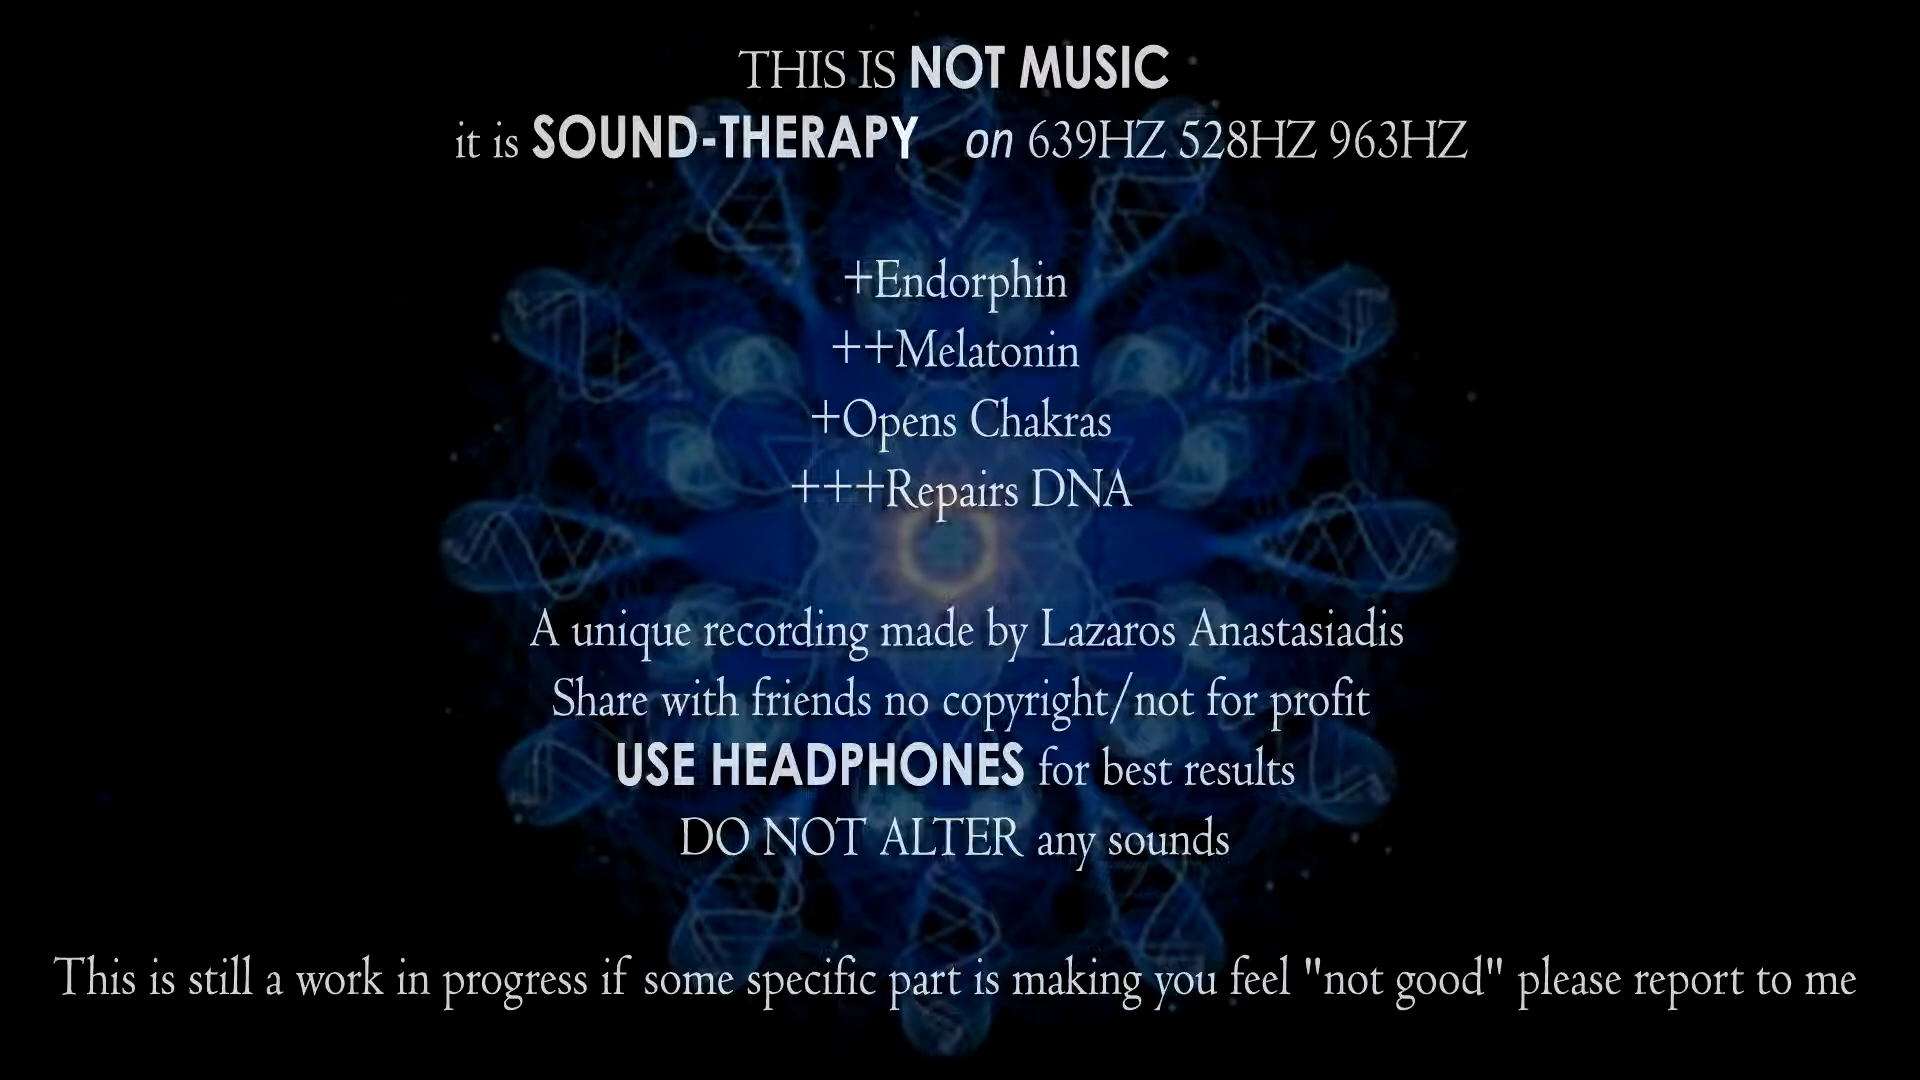 THIS IS NOT MUSIC
it is SOUND-THERAPY on 639HZ 528HZ 963HZ
+Endorphin
++Melatonin
+Opens Chakras
+++Repairs DNA
A unique recording made by Lazaros Anastasiadis
Share with friends no copyright/not for profit
USE HEADPHONES for best results
DO NOT ALTER any sounds
This is still a work in progress if some specific part is making you feel "not good" please report to me